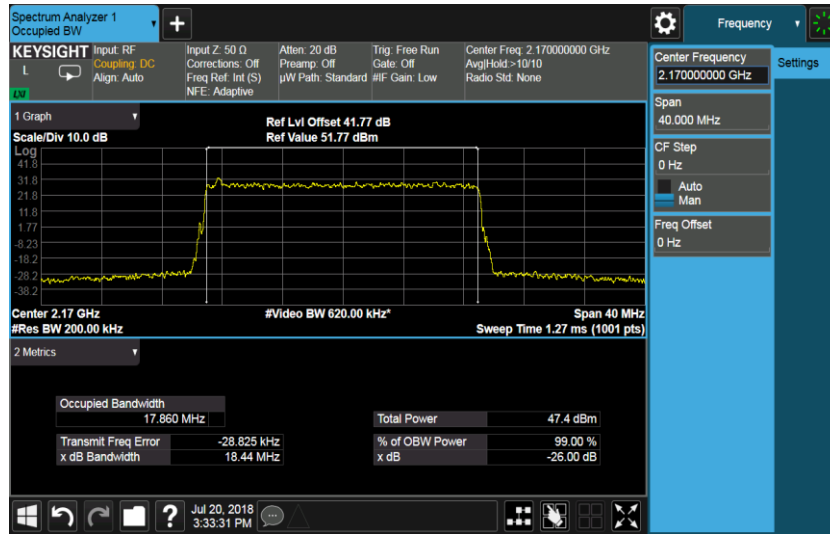 Spectrum Analyzer 1
Occupied BW
+
Frequency
KEYSIGHT
L
LXI
Input: RF
Coupling: DC
Align: Auto
Input Z: 50 Ω
Corrections: Off
Freq Ref: Int (S)
NFE: Adaptive
Atten: 20 dB
Preamp: Off
µW Path: Standard
Trig: Free Run
Gate: Off
#IF Gain: Low
Center Freq: 2.170000000 GHz
Avg|Hold:>10/10
Radio Std: None
Center Frequency
2.170000000 GHz
Settings
Span
40.000 MHz
CF Step
0 Hz
Auto
Man
Freq Offset
0 Hz
1 Graph
Scale/Div 10.0 dB
Ref Lvl Offset 41.77 dB
Ref Value 51.77 dBm
Log
41.8
31.8
21.8
11.8
1.77
-8.23
-18.2
-28.2
-38.2
Center 2.17 GHz
#Video BW 620.00 kHz*
Span 40 MHz
#Res BW 200.00 kHz
Sweep Time 1.27 ms (1001 pts)
2 Metrics
Occupied Bandwidth
17.860 MHz
Total Power 47.4 dBm
Transmit Freq Error -28.825 kHz
% of OBW Power 99.00 %
x dB Bandwidth 18.44 MHz
x dB -26.00 dB
?
Jul 20, 2018
3:33:31 PM